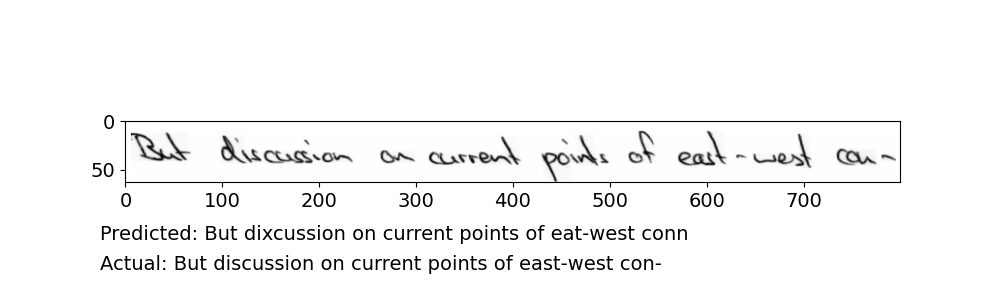 0
But discussion on current points of east-west con-
50
0 100 200 300 400 500 600 700
Predicted: But dixcussion on current points of eat-west conn
Actual: But discussion on current points of east-west con-